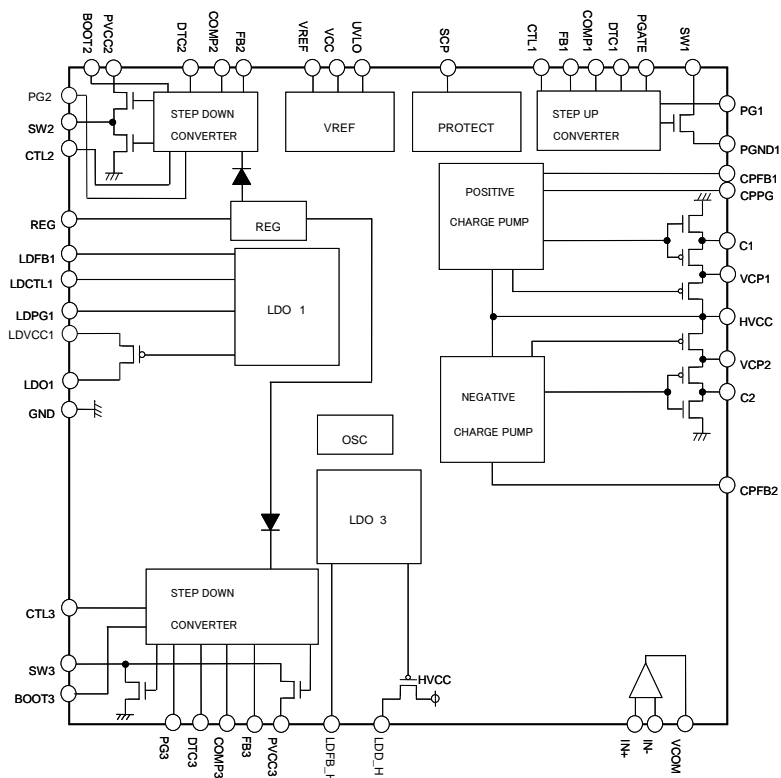 BOOT2
PVCC2
DTC2
COMP2
FB2
VREF
VCC
UVLO
SCP
CTL1
FB1
COMP1
DTC1
PGATE
SW1
PG2
SW2
CTL2
STEP DOWN
CONVERTER
VREF
PROTECT
STEP UP
CONVERTER
PG1
PGND1
CPFB1
CPPG
POSITIVE
CHARGE PUMP
REG
REG
C1
LDFB1
LDCTL1
LDPG1
LDVCC1
LDO1
GND
LDO 1
VCP1
HVCC
VCP2
C2
NEGATIVE
CHARGE PUMP
OSC
CPFB2
LDO 3
STEP DOWN
CONVERTER
CTL3
SW3
BOOT3
HVCC
PG3
DTC3
COMP3
FB3
PVCC3
LDFB_H
LDD_H
IN+
IN-
VCOM